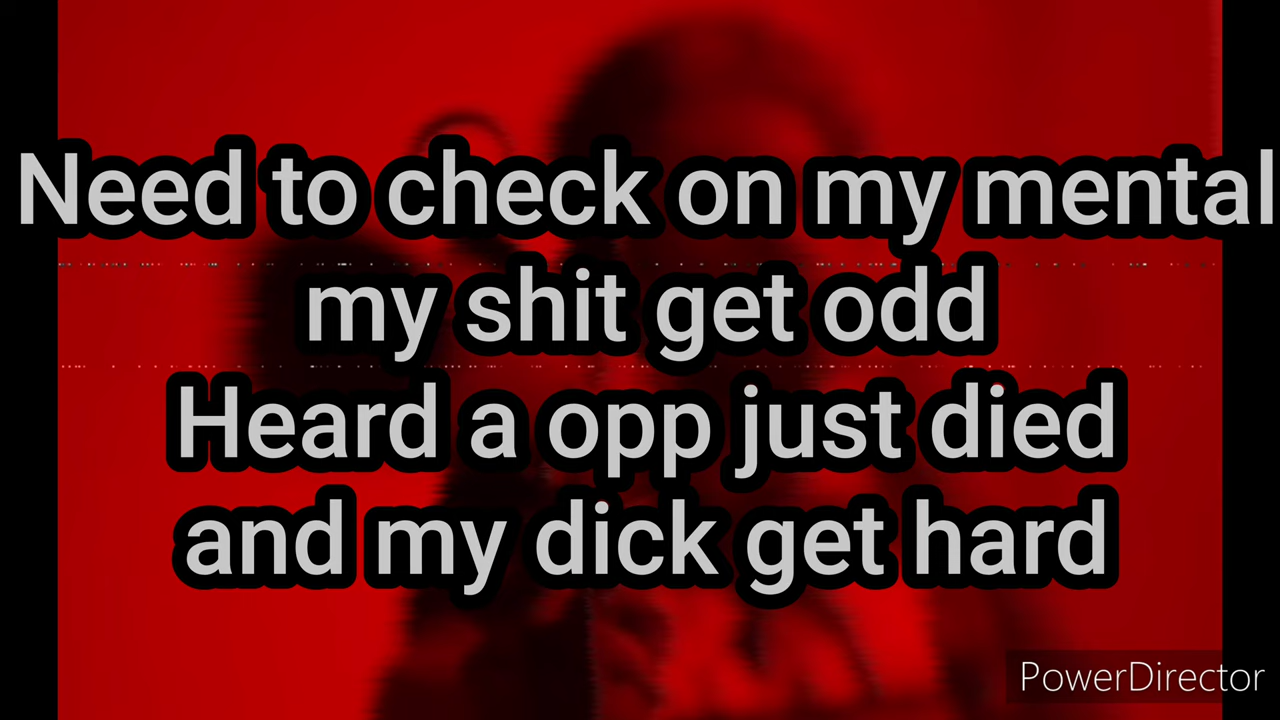 Need to check on my mental
my shit get odd
Heard a opp just died
and my dick get hard
PowerDirector